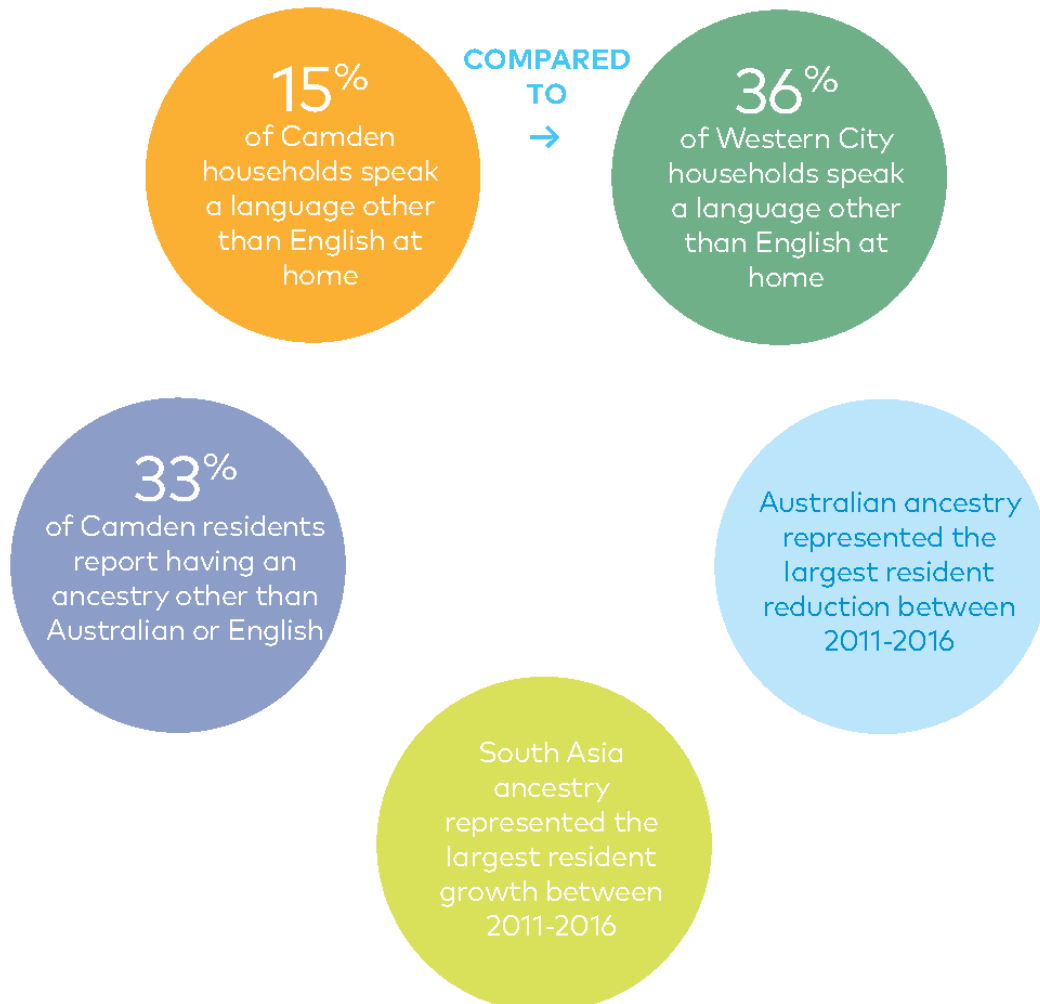 15%
of Camden
households speak
a language other
than English at
home
COMPARED
TO
→
36%
of Western City
households speak
a language other
than English at
home
33%
of Camden residents
report having an
ancestry other than
Australian or English
Australian ancestry
represented the
largest resident
reduction between
2011-2016
South Asia
ancestry
represented the
largest resident
growth between
2011-2016